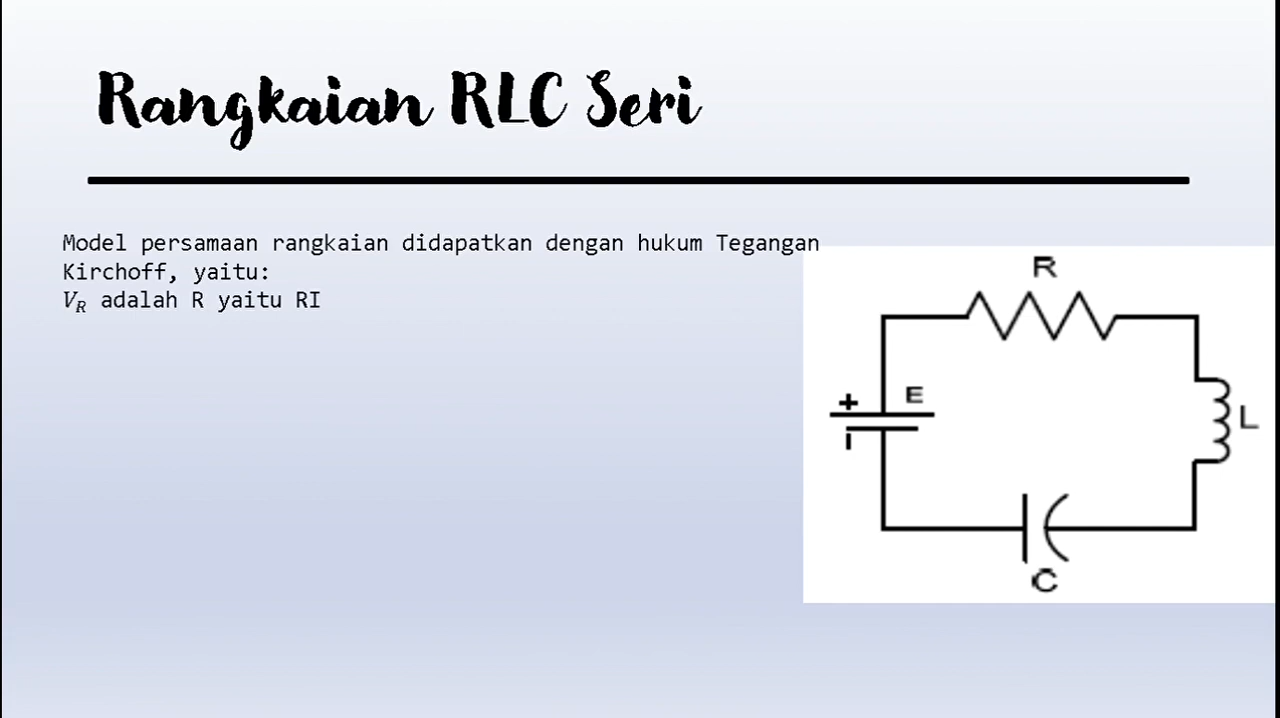 Rangkaian RLC Seri
Model persamaan rangkaian didapatkan dengan hukum Tegangan
Kirchoff, yaitu:
V_R adalah R yaitu RI
R
+
E
L
C